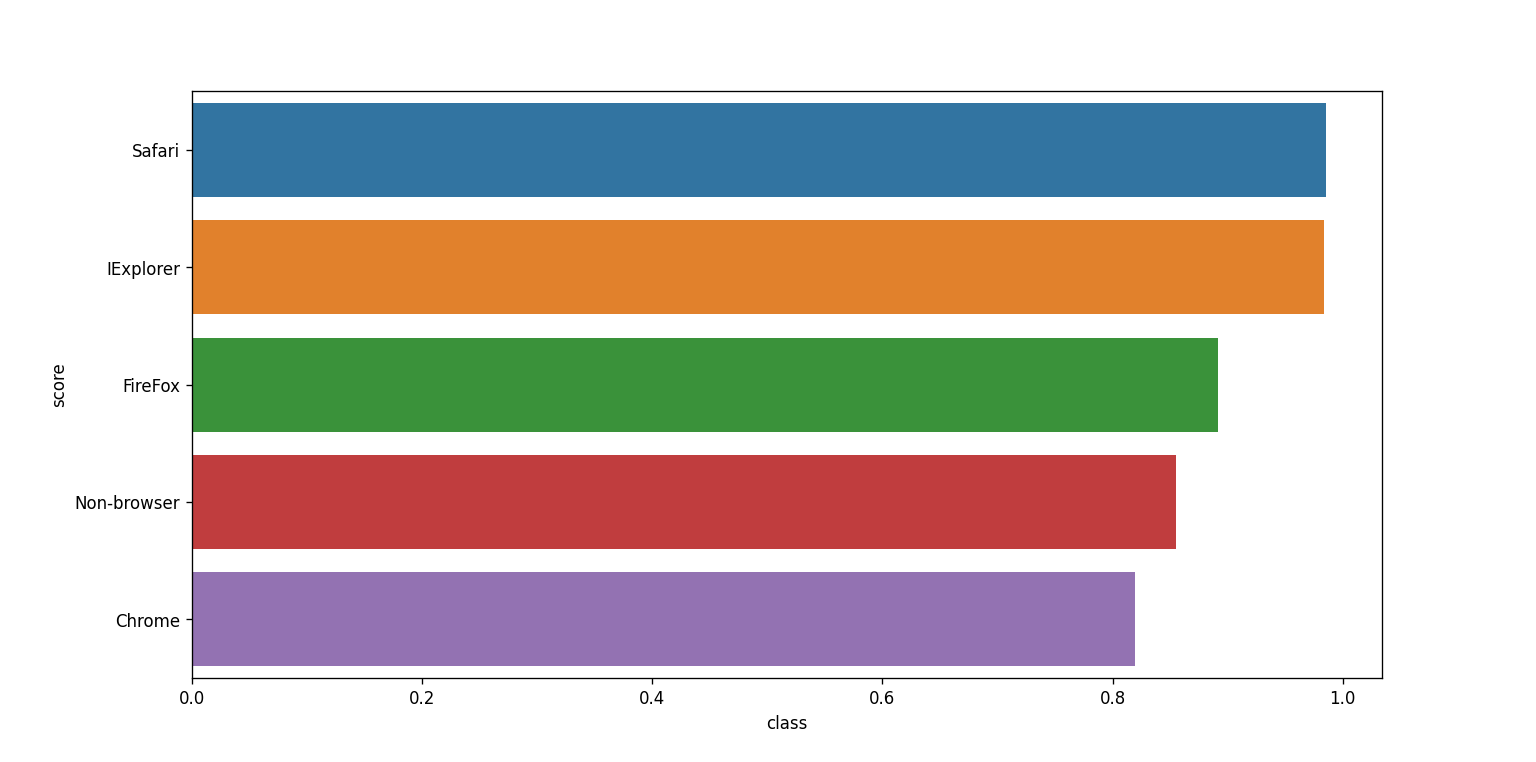 Safari
IExplorer
FireFox
Non-browser
Chrome
score
0.0 0.2 0.4 0.6 0.8 1.0
class